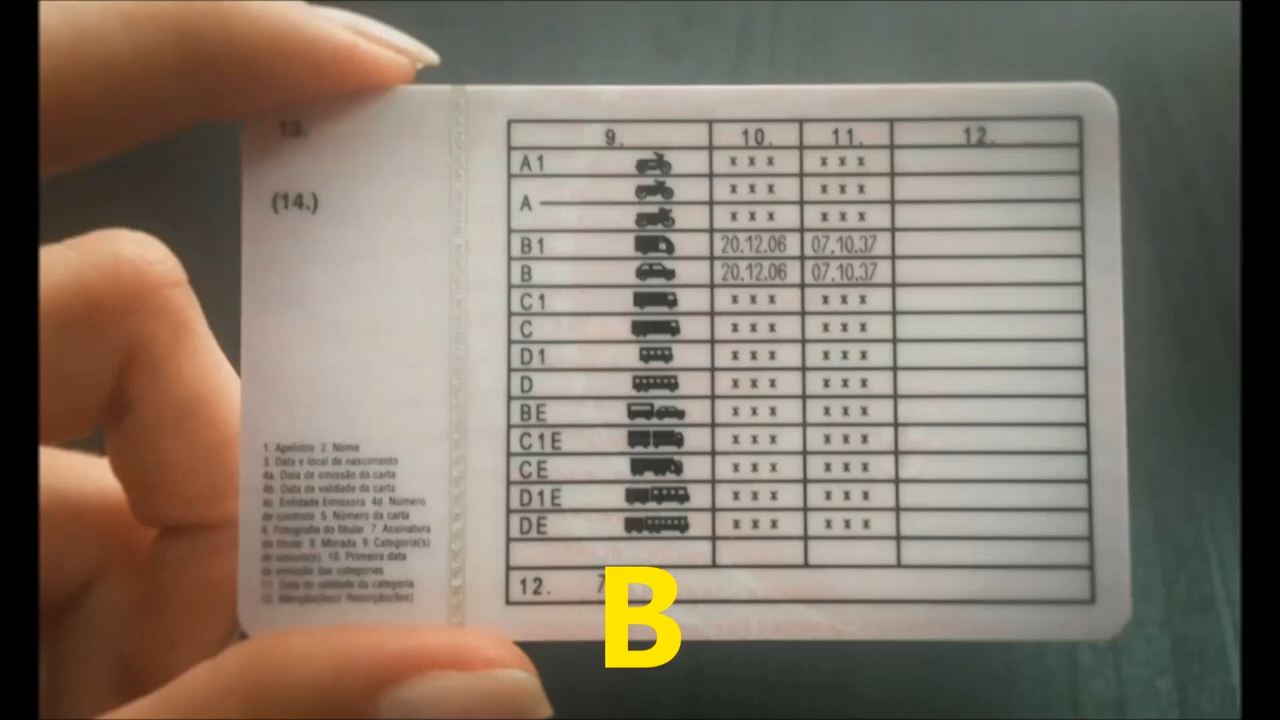 13.
(14.)
1. Apelidos 2. Nome
3. Data e local de nascimento
4a. Data de emissão da carta
4b. Data de validade da carta
4c. Entidade Emissora 4d. Número
de controlo 5. Número da carta
6. Fotografia do titular 7. Assinatura
do titular 8. Morada 9. Categoria(s)
de veículo(s) 10. Primeira data
da emissão das categorias
11. Data de validade da categoria
12.
9. 10. 11. 12.
A1 x x x x x x
A x x x x x x
x x x x x x
B1 20.12.06 07.10.37
B 20.12.06 07.10.37
C1 x x x x x x
C x x x x x x
D1 x x x x x x
D x x x x x x
BE x x x x x x
C1E x x x x x x
CE x x x x x x
D1E x x x x x x
DE x x x x x x
12. 7
B